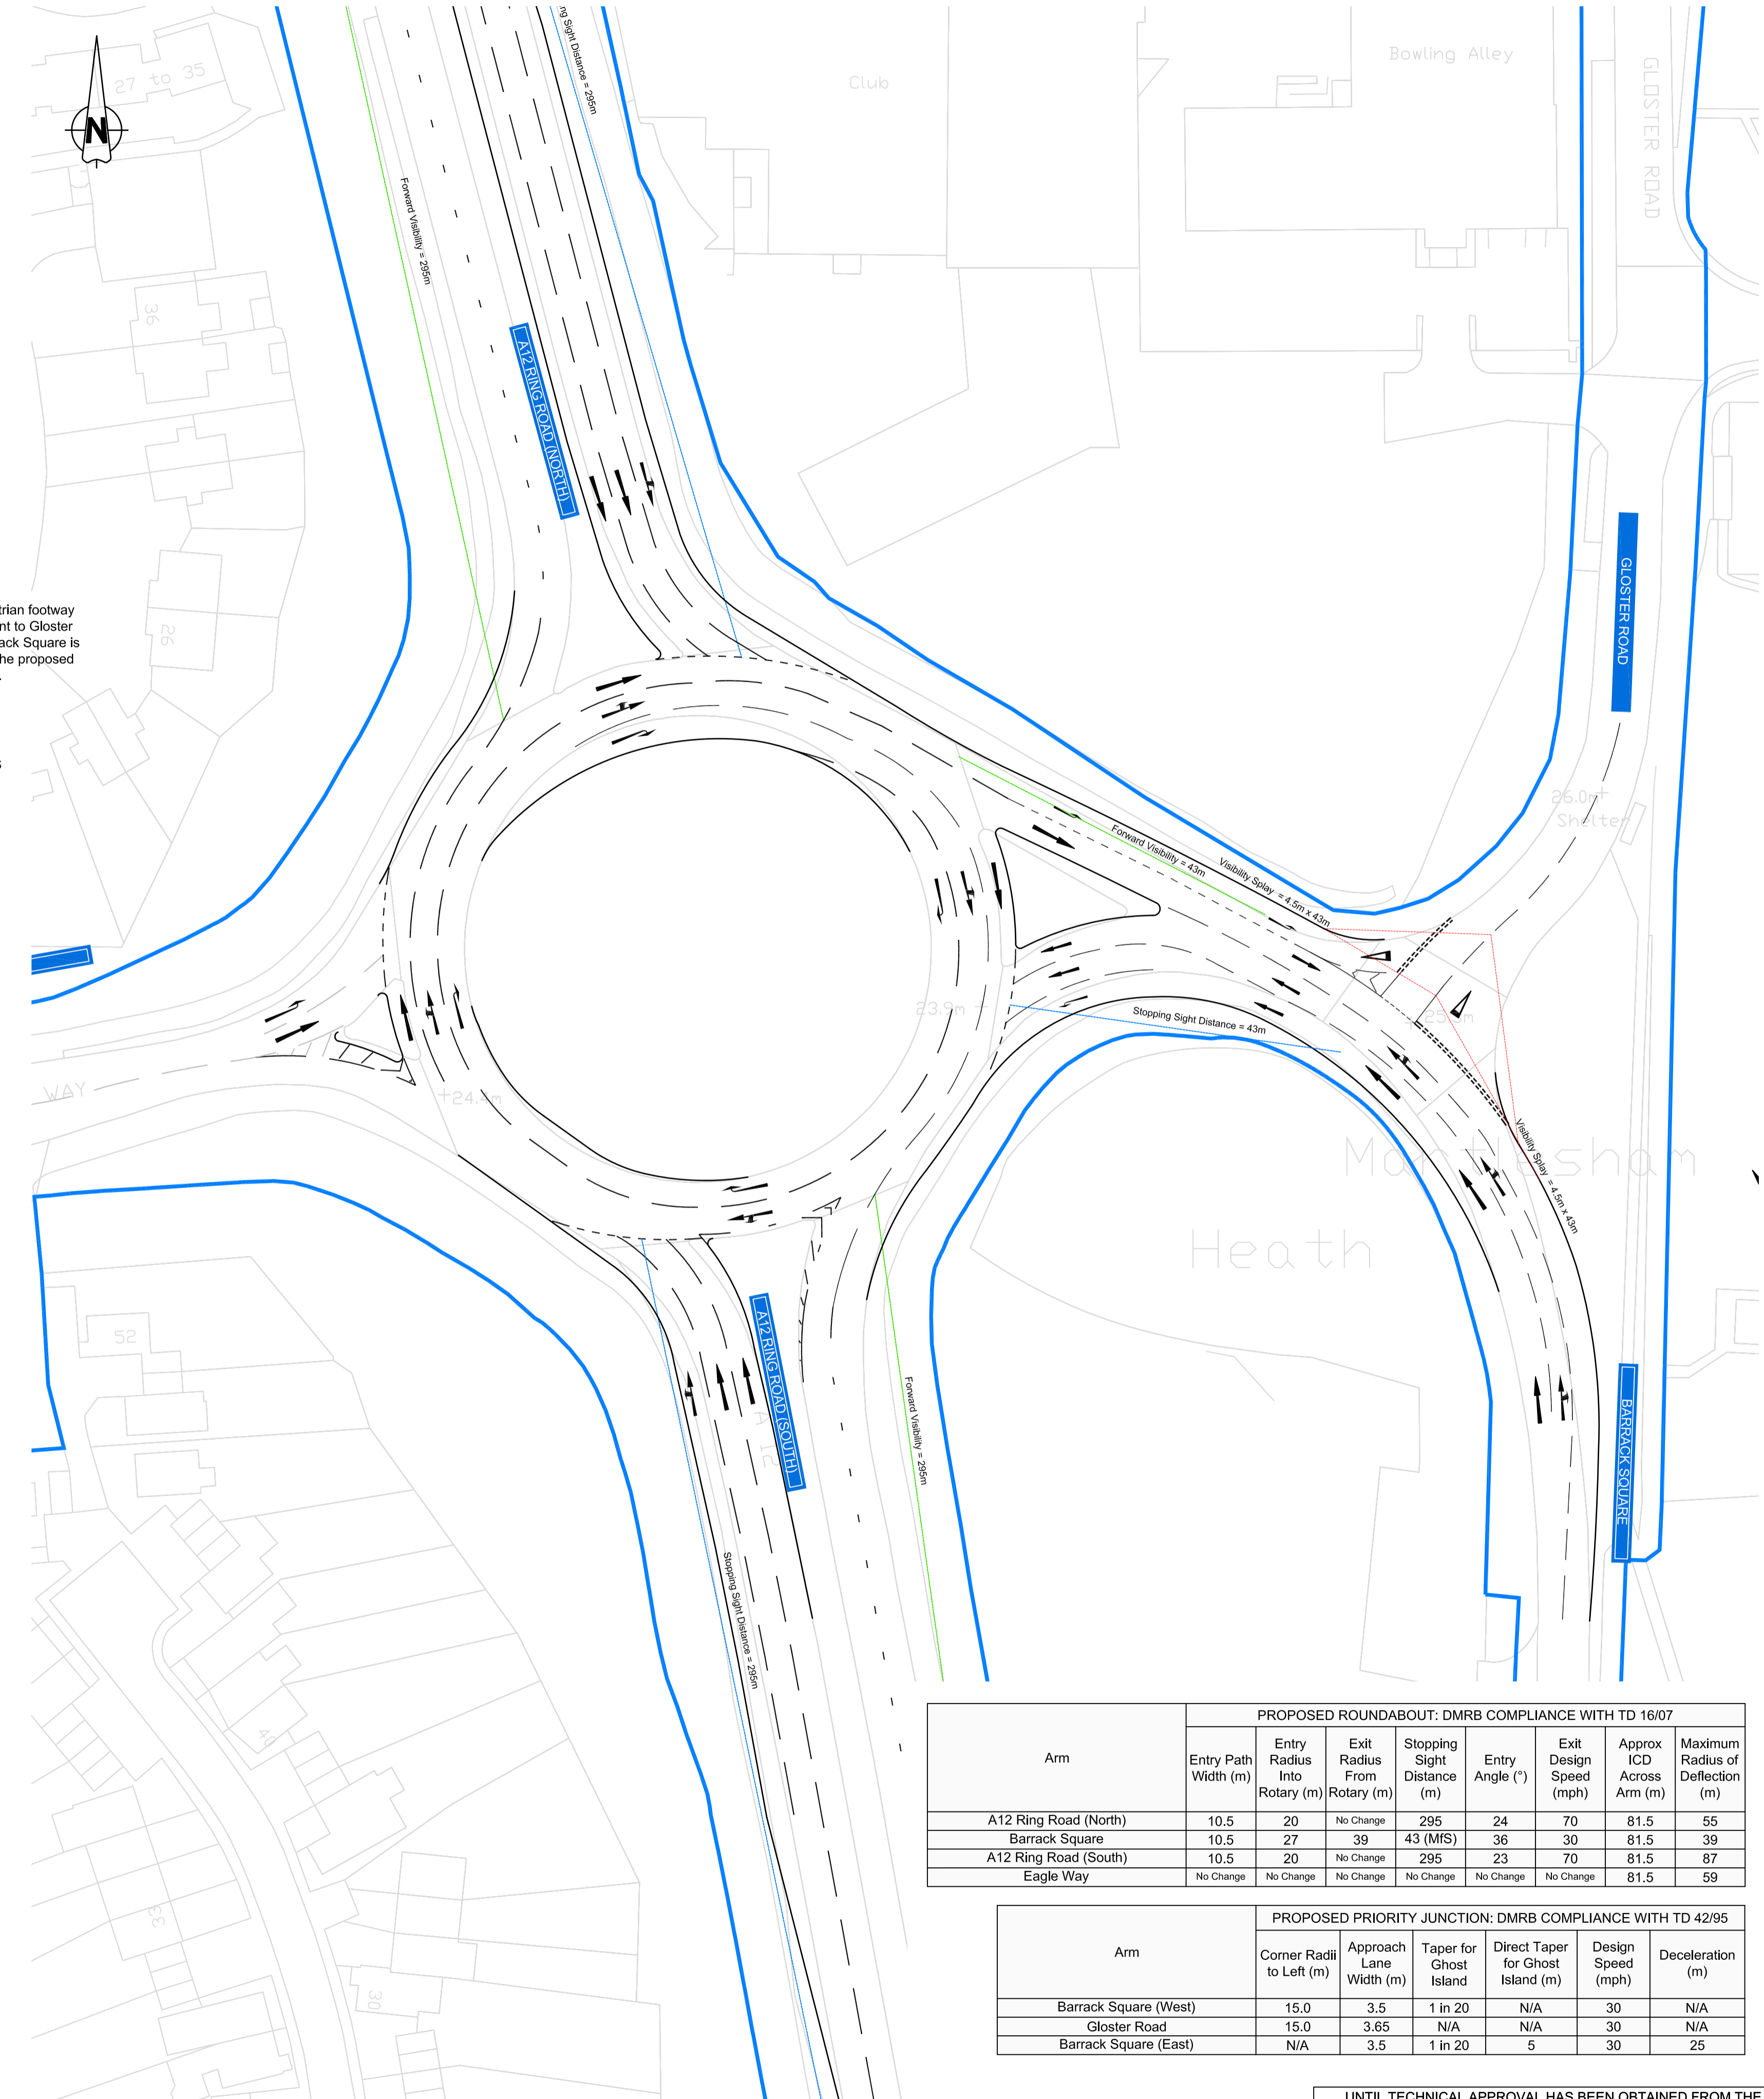 27 to 35
N
Club
Bowling Alley
GLOSTER ROAD
Sight Distance = 295m
Forward Visibility = 295m
36
A12 RING ROAD (NORTH)
GLOSTER ROAD
trian footway
nt to Gloster
ack Square is
he proposed
26
26.0m
Shelter
Forward Visibility = 43m
Visibility Splay = 4.5m x 43m
23.9m
Stopping Sight Distance = 43m
WAY
24.4m
Visibility Splay = 4.5m x 43m
Martlesham
Heath
52
A12 RING ROAD (SOUTH)
A 12
Forward Visibility = 295m
BARRACK SQUARE
Stopping Sight Distance = 295m
40
33
30
PROPOSED ROUNDABOUT: DMRB COMPLIANCE WITH TD 16/07
Arm Entry Path Width (m) Entry Radius Into Rotary (m) Exit Radius From Rotary (m) Stopping Sight Distance (m) Entry Angle (°) Exit Design Speed (mph) Approx ICD Across Arm (m) Maximum Radius of Deflection (m)
A12 Ring Road (North) 10.5 20 No Change 295 24 70 81.5 55
Barrack Square 10.5 27 39 43 (MfS) 36 30 81.5 39
A12 Ring Road (South) 10.5 20 No Change 295 23 70 81.5 87
Eagle Way No Change No Change No Change No Change No Change No Change 81.5 59
PROPOSED PRIORITY JUNCTION: DMRB COMPLIANCE WITH TD 42/95
Arm Corner Radii to Left (m) Approach Lane Width (m) Taper for Ghost Island Direct Taper for Ghost Island (m) Design Speed (mph) Deceleration (m)
Barrack Square (West) 15.0 3.5 1 in 20 N/A 30 N/A
Gloster Road 15.0 3.65 N/A N/A 30 N/A
Barrack Square (East) N/A 3.5 1 in 20 5 30 25
UNTIL TECHNICAL APPROVAL HAS BEEN OBTAINED FROM THE